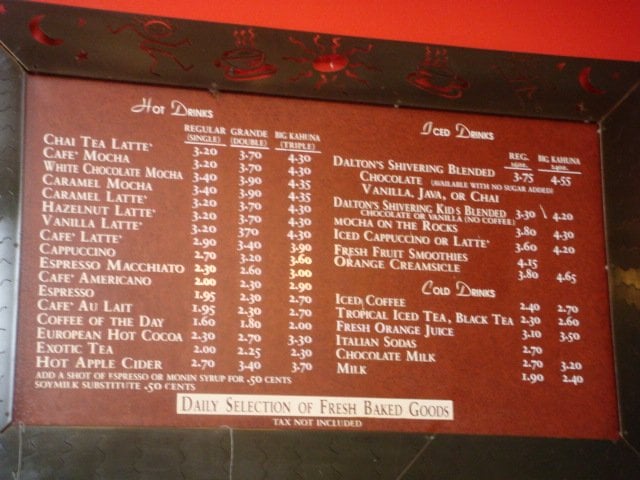 Hot Drinks
REGULAR GRANDE BIG KAHUNA
(SINGLE) (DOUBLE) (TRIPLE)
CHAI TEA LATTE' 3.20 3.70 4.30
CAFE' MOCHA 3.20 3.70 4.30
WHITE CHOCOLATE MOCHA 3.40 3.90 4.35
CARAMEL MOCHA 3.40 3.90 4.35
CARAMEL LATTE' 3.20 3.70 4.30
HAZELNUT LATTE' 3.20 3.70 4.30
VANILLA LATTE' 3.20 370 4.30
CAFE' LATTE' 2.90 3.40 3.90
CAPPUCCINO 2.70 3.20 3.60
ESPRESSO MACCHIATO 2.30 2.60 3.00
CAFE' AMERICANO 2.00 2.30 2.90
ESPRESSO 1.95 2.30 2.70
CAFE' AU LAIT 1.95 2.30 2.70
COFFEE OF THE DAY 1.60 1.80 2.00
EUROPEAN HOT COCOA 2.30 2.70 3.30
EXOTIC TEA 2.00 2.25 2.30
HOT APPLE CIDER 2.70 3.40 3.70
ADD A SHOT OF ESPRESSO OR MONIN SYRUP FOR .50 CENTS
SOYMILK SUBSTITUTE .50 CENTS
Iced Drinks
REG. BIG KAHUNA
DALTON'S SHIVERING BLENDED 3.75 4.55
CHOCOLATE (AVAILABLE WITH NO SUGAR ADDED)
VANILLA, JAVA, OR CHAI
DALTON'S SHIVERING KID'S BLENDED 3.30 4.20
CHOCOLATE OR VANILLA (NO COFFEE)
MOCHA ON THE ROCKS 3.80 4.30
ICED CAPPUCCINO OR LATTE' 3.60 4.20
FRESH FRUIT SMOOTHIES 4.15
ORANGE CREAMSICLE 3.80 4.65
Cold Drinks
ICED COFFEE 2.40 2.70
TROPICAL ICED TEA, BLACK TEA 2.30 2.60
FRESH ORANGE JUICE 3.10 3.50
ITALIAN SODAS 2.70
CHOCOLATE MILK 2.70 3.20
MILK 1.90 2.40
DAILY SELECTION OF FRESH BAKED GOODS
TAX NOT INCLUDED